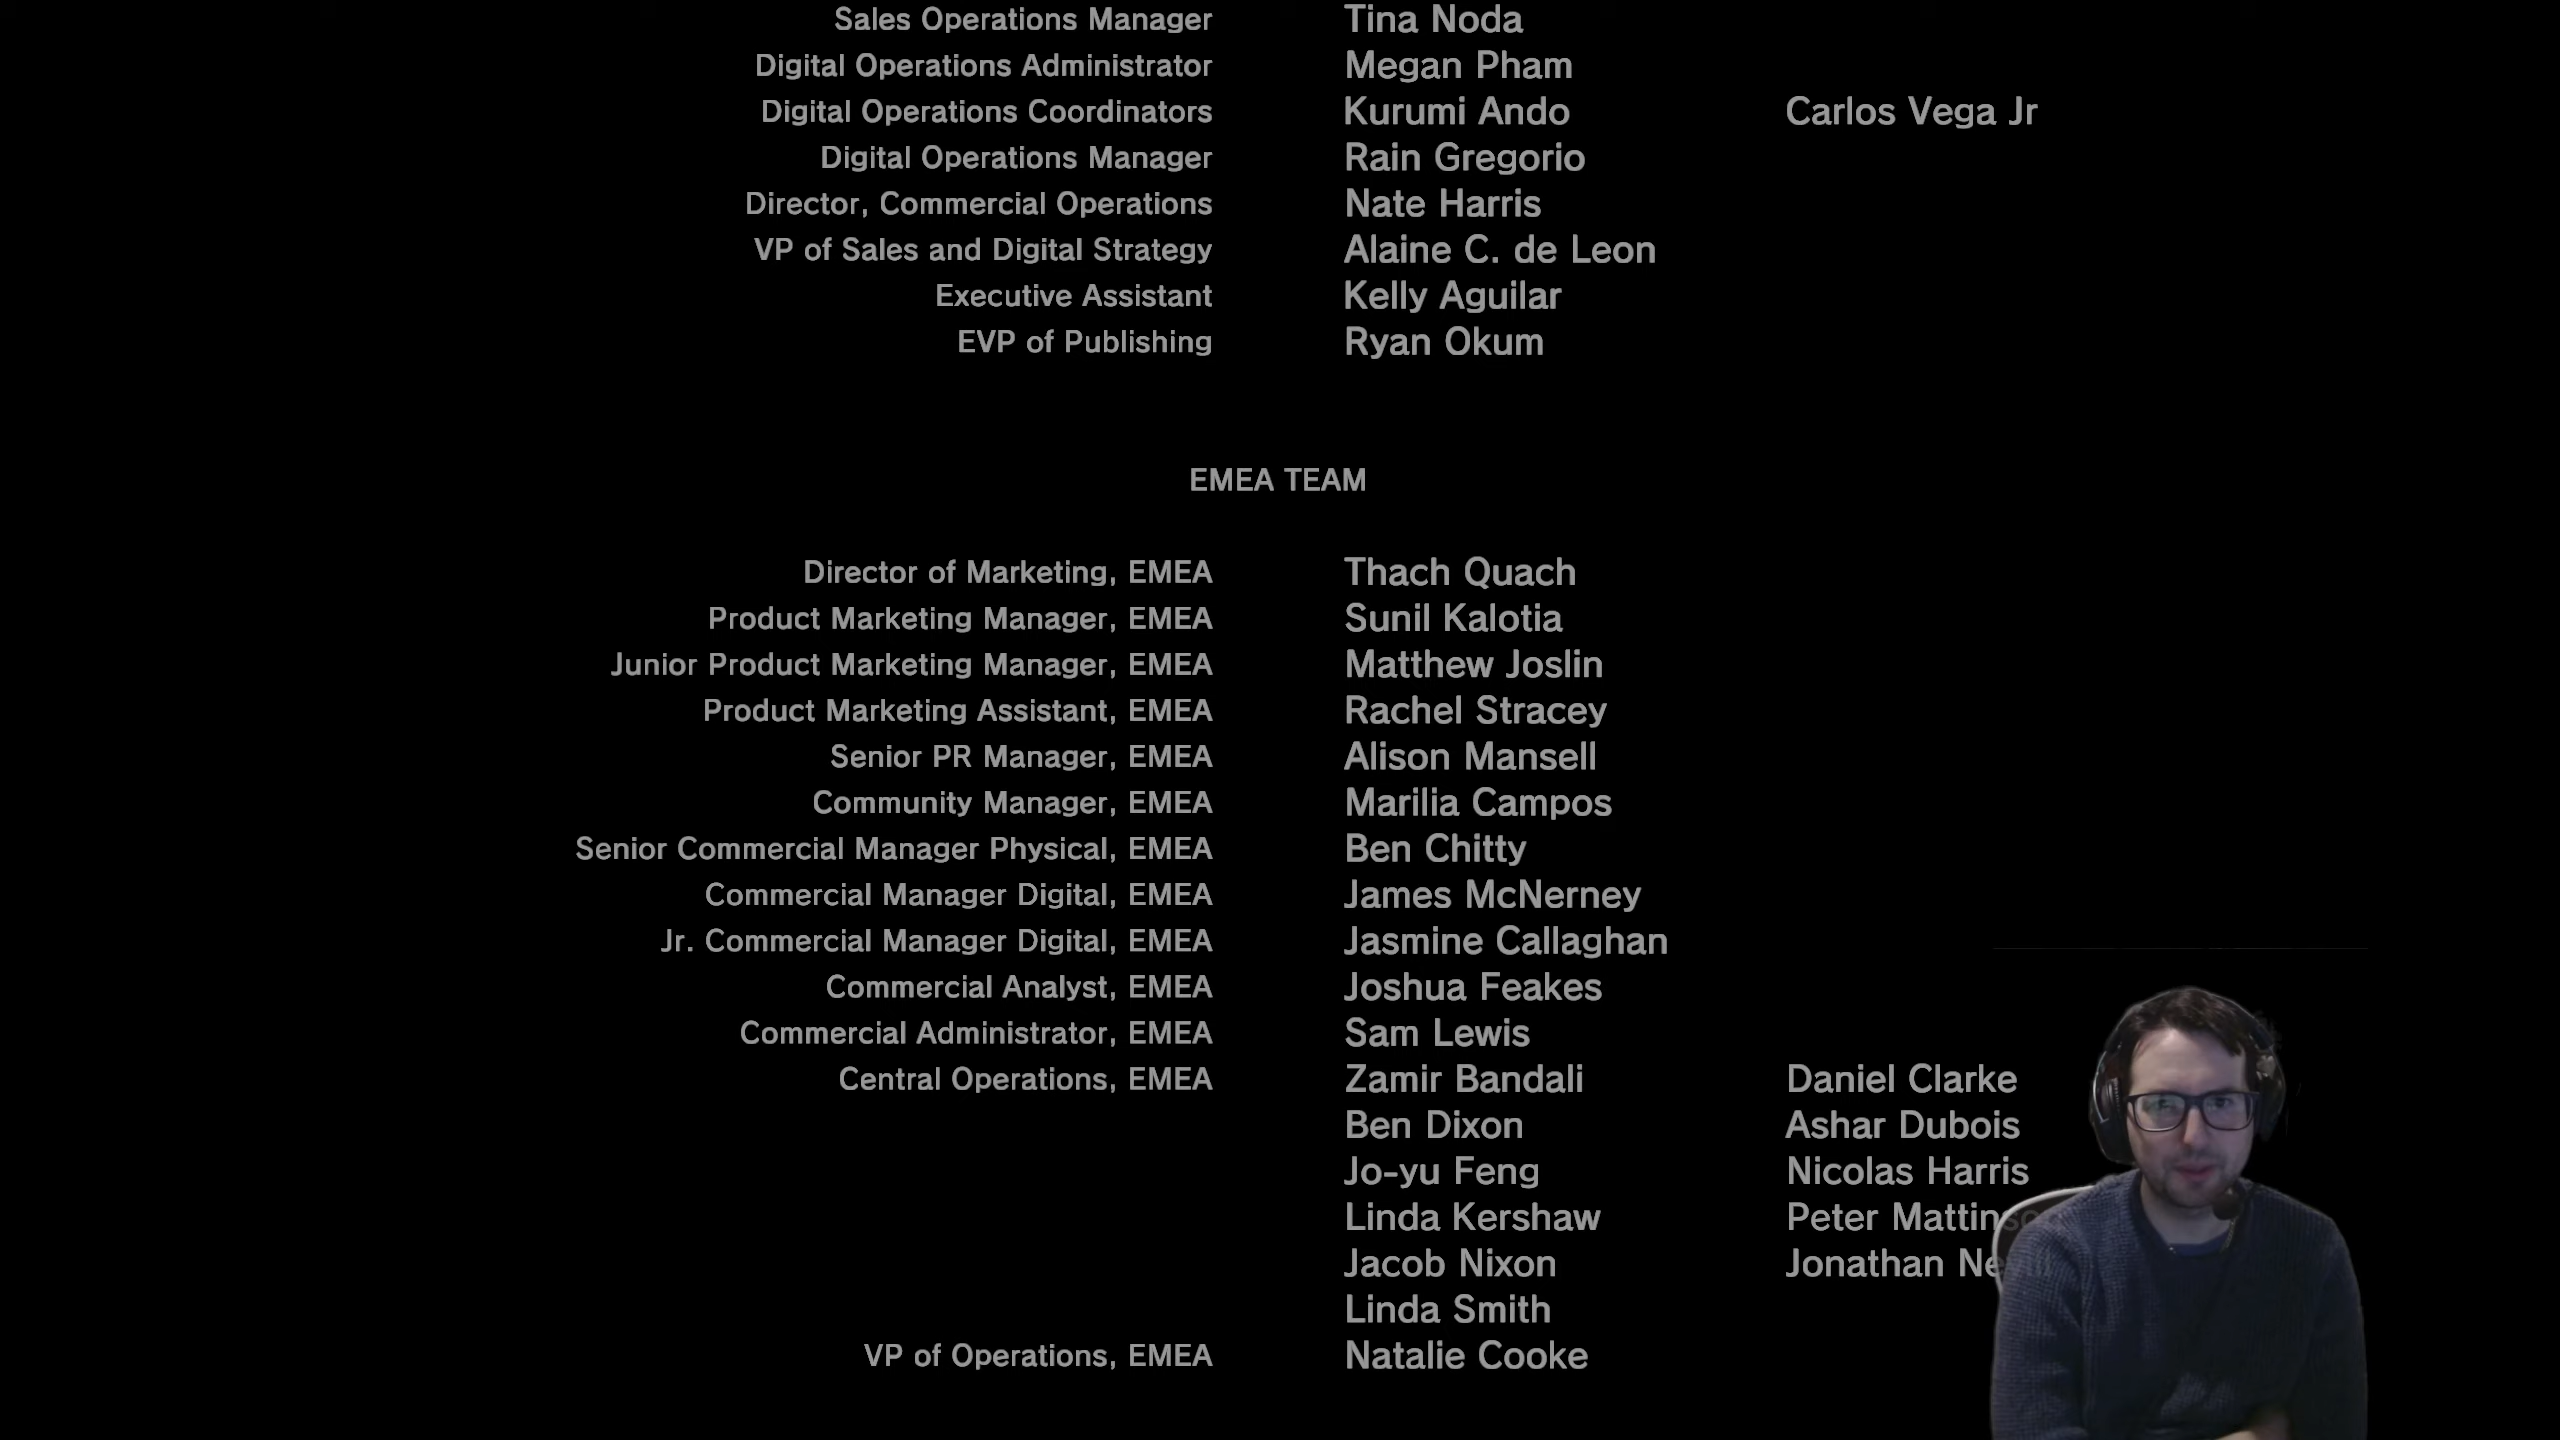 Sales Operations Manager Tina Noda
Digital Operations Administrator Megan Pham
Digital Operations Coordinators Kurumi Ando Carlos Vega Jr
Digital Operations Manager Rain Gregorio
Director, Commercial Operations Nate Harris
VP of Sales and Digital Strategy Alaine C. de Leon
Executive Assistant Kelly Aguilar
EVP of Publishing Ryan Okum
EMEA TEAM
Director of Marketing, EMEA Thach Quach
Product Marketing Manager, EMEA Sunil Kalotia
Junior Product Marketing Manager, EMEA Matthew Joslin
Product Marketing Assistant, EMEA Rachel Stracey
Senior PR Manager, EMEA Alison Mansell
Community Manager, EMEA Marilia Campos
Senior Commercial Manager Physical, EMEA Ben Chitty
Commercial Manager Digital, EMEA James McNerney
Jr. Commercial Manager Digital, EMEA Jasmine Callaghan
Commercial Analyst, EMEA Joshua Feakes
Commercial Administrator, EMEA Sam Lewis
Central Operations, EMEA Zamir Bandali Daniel Clarke
Ben Dixon Ashar Dubois
Jo-yu Feng Nicolas Harris
Linda Kershaw Peter
Jacob Nixon Jonathan
Linda Smith
VP of Operations, EMEA Natalie Cooke